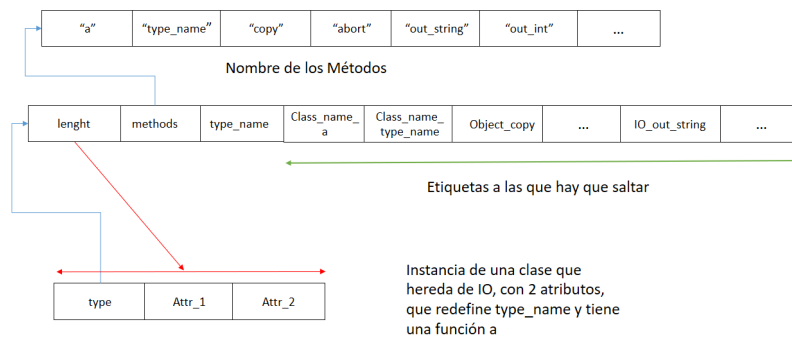 “a” “type_name” “copy” “abort” “out_string” “out_int” ...
Nombre de los Métodos
lenght methods type_name Class_name_ a Class_name_ type_name Object_copy ... IO_out_string ...
Etiquetas a las que hay que saltar
type Attr_1 Attr_2
Instancia de una clase que
hereda de IO, con 2 atributos,
que redefine type_name y tiene
una función a